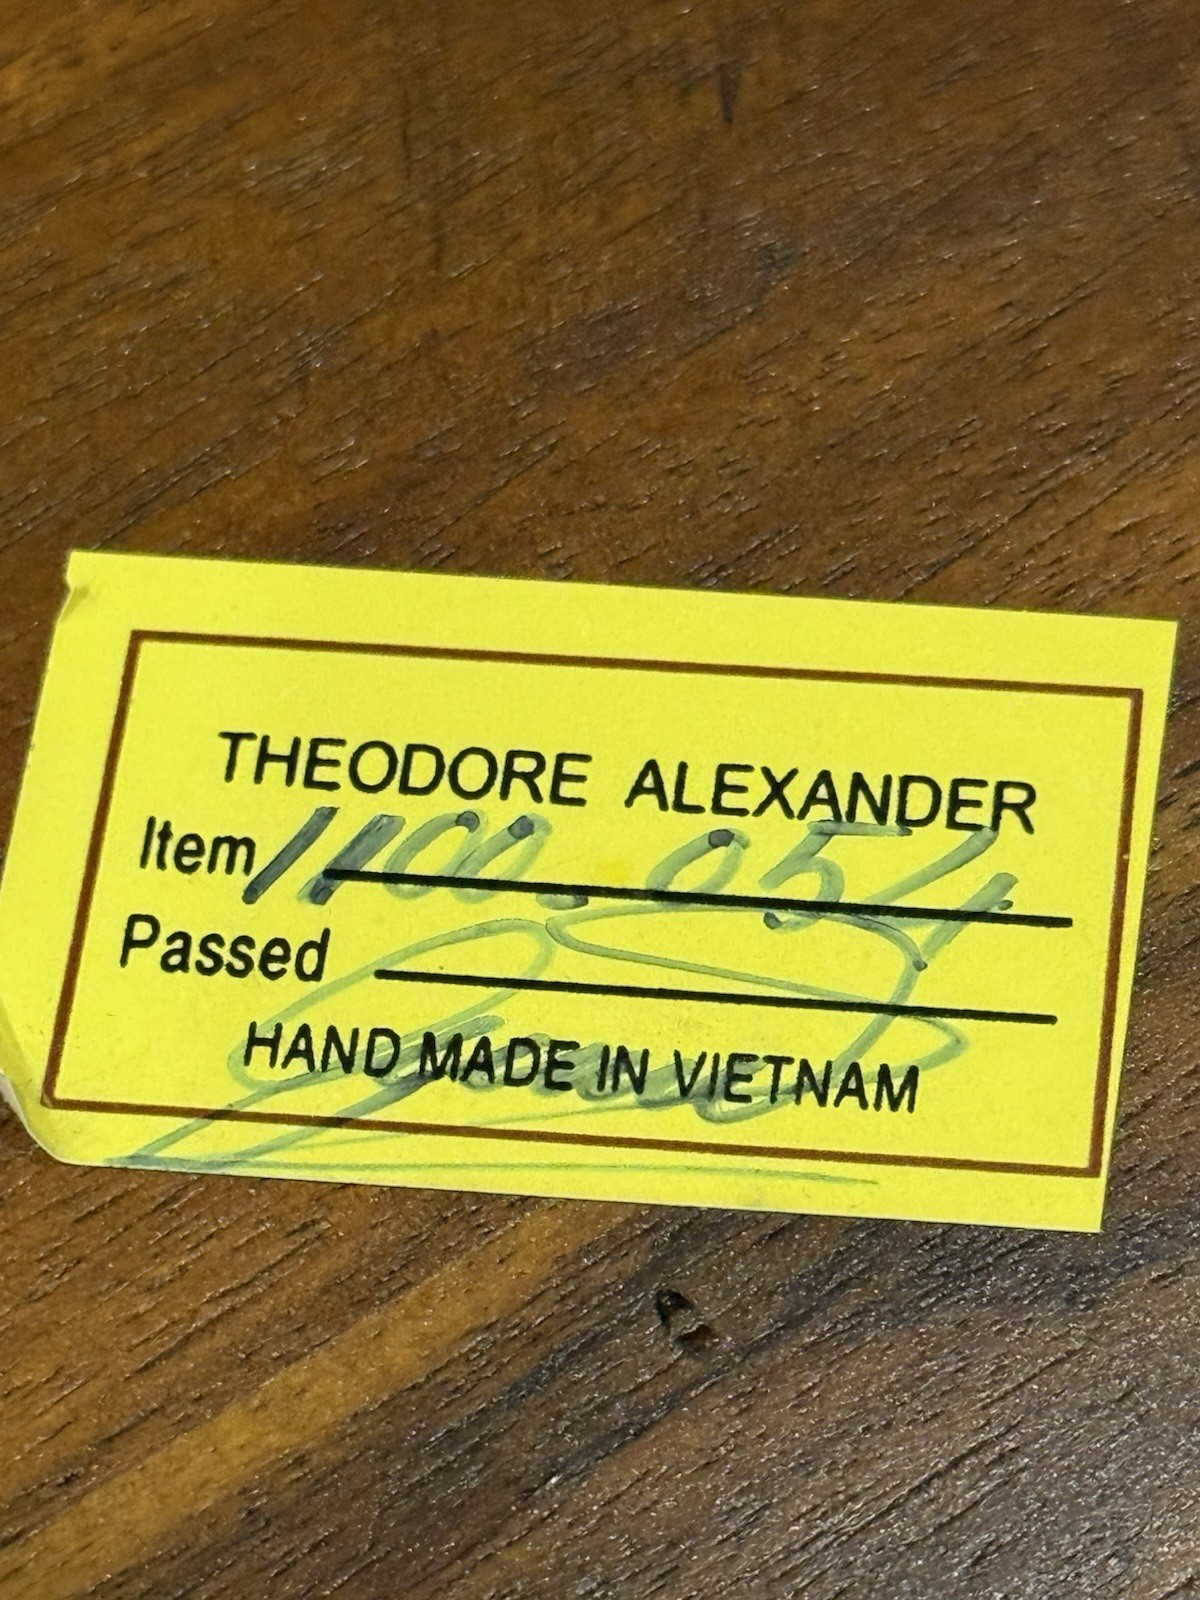 THEODORE ALEXANDER
Item 1100.054
Passed
HAND MADE IN VIETNAM